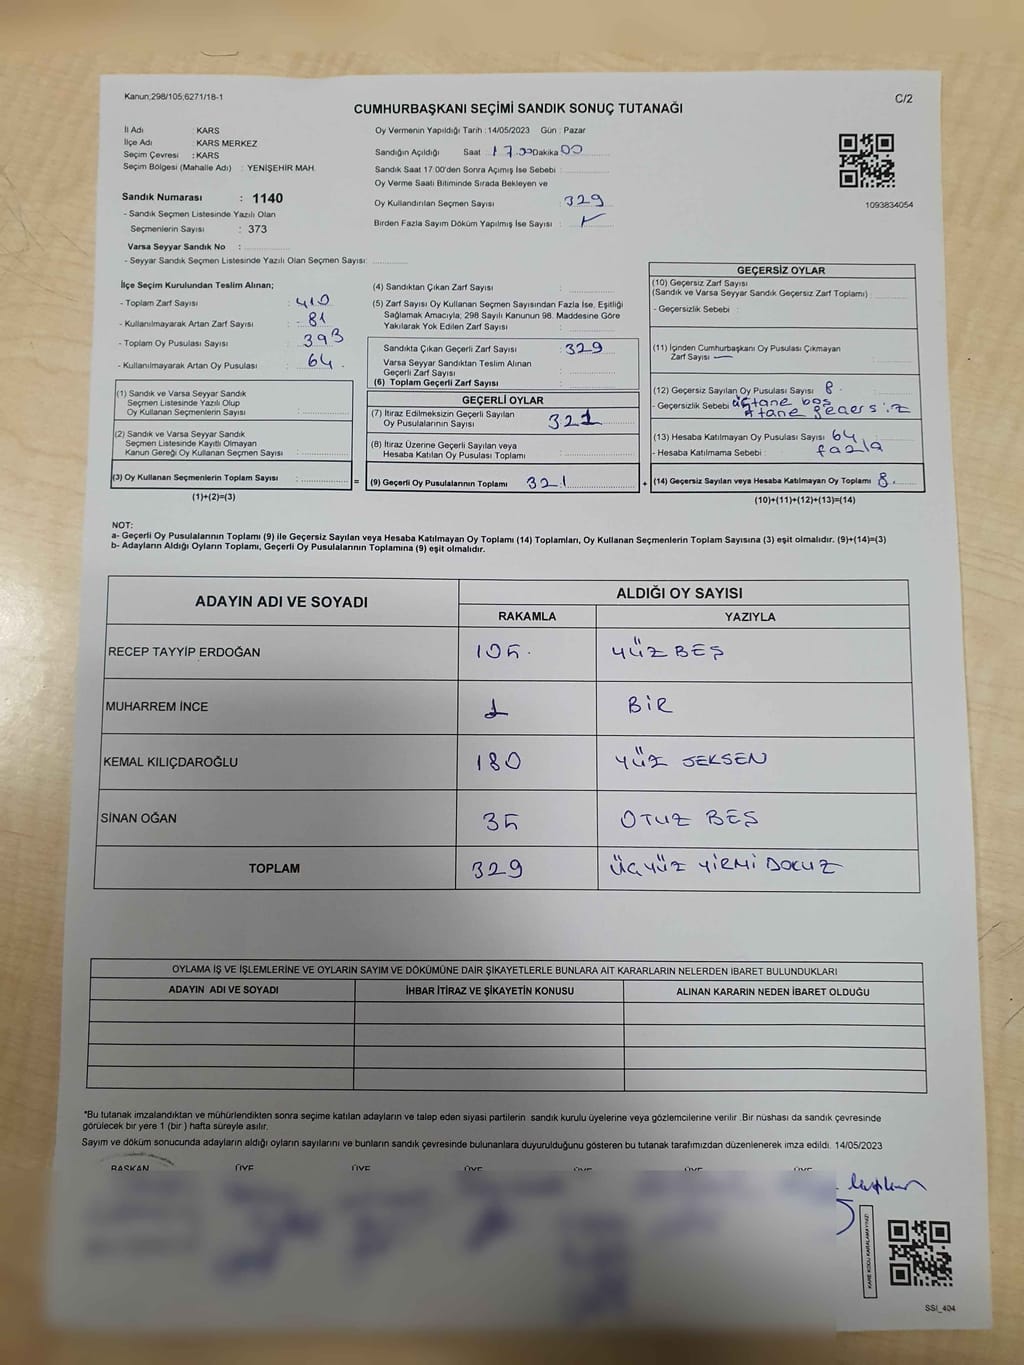 Kanun;298/105;6271/18-1
CUMHURBAŞKANI SEÇİMİ SANDIK SONUÇ TUTANAĞI
C/2
İl Adı : KARS
İlçe Adı : KARS MERKEZ
Seçim Çevresi : KARS
Seçim Bölgesi (Mahalle Adı) : YENİŞEHİR MAH.
Sandık Numarası : 1140
- Sandık Seçmen Listesinde Yazılı Olan
Seçmenlerin Sayısı : 373
Varsa Seyyar Sandık No :
- Seyyar Sandık Seçmen Listesinde Yazılı Olan Seçmen Sayısı:
Oy Vermenin Yapıldığı Tarih :14/05/2023 Gün : Pazar
Sandığın Açıldığı Saat 17.00 Dakika 00
Sandık Saat 17:00'den Sonra Açımış İse Sebebi :
Oy Verme Saati Bitiminde Sırada Bekleyen ve
Oy Kullandırılan Seçmen Sayısı : 329
Birden Fazla Sayım Döküm Yapılmış İse Sayısı :
1093834054
İlçe Seçim Kurulundan Teslim Alınan;
- Toplam Zarf Sayısı : 410
- Kullanılmayarak Artan Zarf Sayısı : 81
- Toplam Oy Pusulası Sayısı : 393
- Kullanılmayarak Artan Oy Pusulası : 64
(1) Sandık ve Varsa Seyyar Sandık
Seçmen Listesinde Yazılı Olup
Oy Kullanan Seçmenlerin Sayısı :
(2) Sandık ve Varsa Seyyar Sandık
Seçmen Listesinde Kayıtlı Olmayan
Kanun Gereği Oy Kullanan Seçmen Sayısı :
(3) Oy Kullanan Seçmenlerin Toplam Sayısı : =
(1)+(2)=(3)
(4) Sandıktan Çıkan Zarf Sayısı :
(5) Zarf Sayısı Oy Kullanan Seçmen Sayısından Fazla İse, Eşitliği
Sağlamak Amacıyla; 298 Sayılı Kanunun 98. Maddesine Göre
Yakılarak Yok Edilen Zarf Sayısı :
Sandıkta Çıkan Geçerli Zarf Sayısı : 329
Varsa Seyyar Sandıktan Teslim Alınan
Geçerli Zarf Sayısı :
(6) Toplam Geçerli Zarf Sayısı :
GEÇERLİ OYLAR
(7) İtiraz Edilmeksizin Geçerli Sayılan
Oy Pusulalarının Sayısı : 321
(8) İtiraz Üzerine Geçerli Sayılan veya
Hesaba Katılan Oy Pusulası Toplamı :
(9) Geçerli Oy Pusulalarının Toplamı 321 +
GEÇERSİZ OYLAR
(10) Geçersiz Zarf Sayısı
(Sandık ve Varsa Seyyar Sandık Geçersiz Zarf Toplamı) :
- Geçersizlik Sebebi :
(11) İçinden Cumhurbaşkanı Oy Pusulası Çıkmayan
Zarf Sayısı
(12) Geçersiz Sayılan Oy Pusulası Sayısı 8
- Geçersizlik Sebebi tane boş
tane geçersiz
(13) Hesaba Katılmayan Oy Pusulası Sayısı 64
- Hesaba Katılmama Sebebi : fazla
(14) Geçersiz Sayılan veya Hesaba Katılmayan Oy Toplamı 8.
(10)+(11)+(12)+(13)=(14)
NOT:
a- Geçerli Oy Pusulalarının Toplamı (9) ile Geçersiz Sayılan veya Hesaba Katılmayan Oy Toplamı (14) Toplamları, Oy Kullanan Seçmenlerin Toplam Sayısına (3) eşit olmalıdır. (9)+(14)=(3)
b- Adayların Aldığı Oyların Toplamı, Geçerli Oy Pusulalarının Toplamına (9) eşit olmalıdır.
ADAYIN ADI VE SOYADI ALDIĞI OY SAYISI
RAKAMLA YAZIYLA
RECEP TAYYİP ERDOĞAN 105. YÜZ BEŞ
MUHARREM İNCE 1 BİR
KEMAL KILIÇDAROĞLU 180 YÜZ SEKSEN
SİNAN OĞAN 35 OTUZ BEŞ
TOPLAM 329 ÜÇYÜZ YİRMİ DOKUZ
OYLAMA İŞ VE İŞLEMLERİNE VE OYLARIN SAYIM VE DÖKÜMÜNE DAİR ŞİKAYETLERLE BUNLARA AİT KARARLARIN NELERDEN İBARET BULUNDUKLARI
ADAYIN ADI VE SOYADI İHBAR İTİRAZ VE ŞİKAYETİN KONUSU ALINAN KARARIN NEDEN İBARET OLDUĞU
*Bu tutanak imzalandıktan ve mühürlendikten sonra seçime katılan adayların ve talep eden siyasi partilerin sandık kurulu üyelerine veya gözlemcilerine verilir .Bir nüshası da sandık çevresinde
görülecek bir yere 1 (bir ) hafta süreyle asılır.
Sayım ve döküm sonucunda adayların aldığı oyların sayılarını ve bunların sandık çevresinde bulunanlara duyurulduğunu gösteren bu tutanak tarafımızdan düzenlenerek imza edildi. 14/05/2023
BAŞKAN ÜYE ÜYE ÜYE ÜYE ÜYE ÜYE
KARE KODU KARALAMAYINIZ!
SSI_404